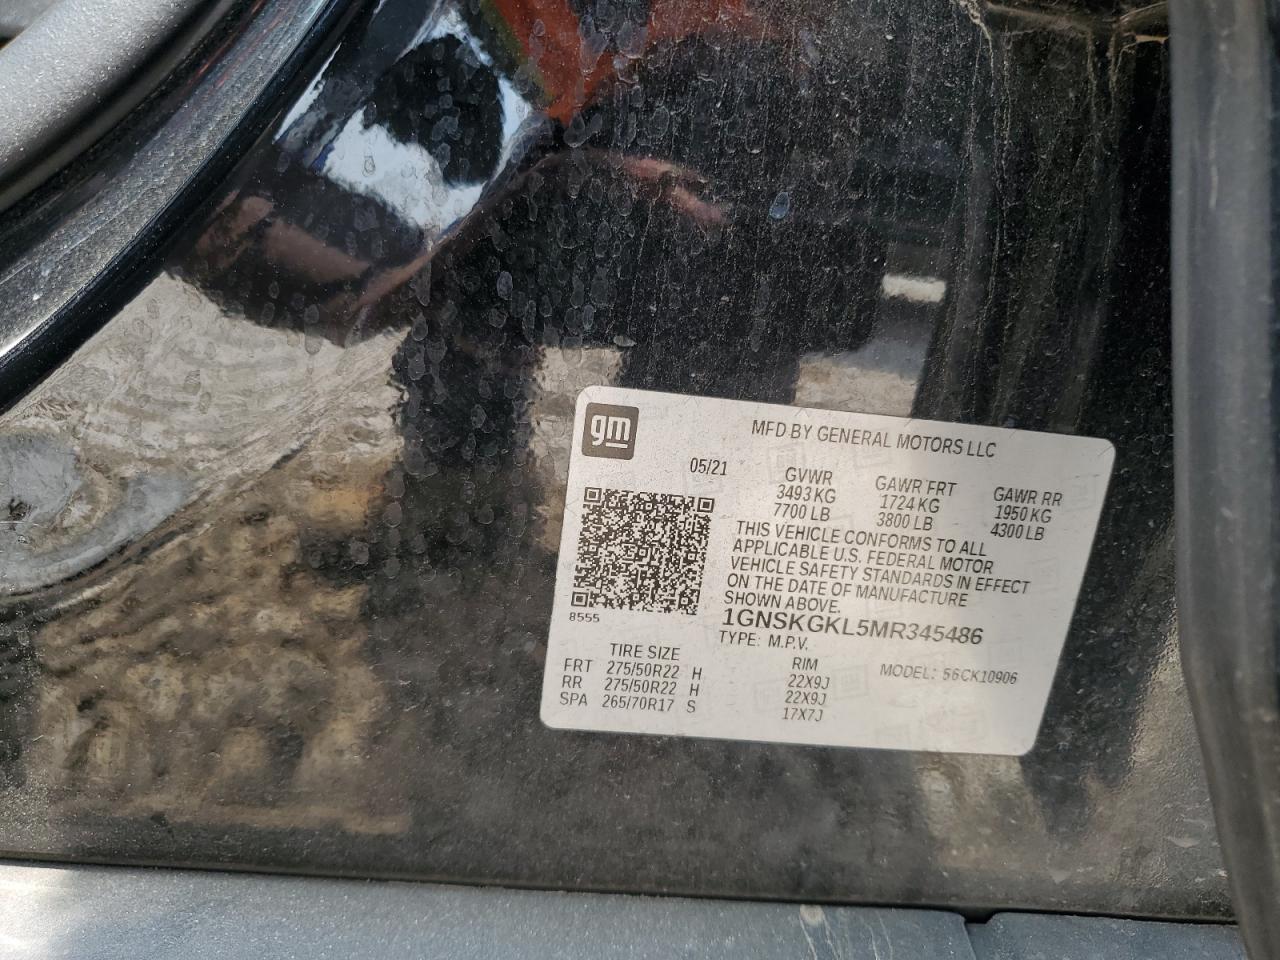 gm
MFD BY GENERAL MOTORS LLC
05/21
GVWR GAWR FRT GAWR RR
3493 KG 1724 KG 1950 KG
7700 LB 3800 LB 4300 LB
THIS VEHICLE CONFORMS TO ALL
APPLICABLE U.S. FEDERAL MOTOR
VEHICLE SAFETY STANDARDS IN EFFECT
ON THE DATE OF MANUFACTURE
SHOWN ABOVE.
8555
1GNSKGKL5MR345486
TYPE: M.P.V.
TIRE SIZE RIM MODEL: 56CK10906
FRT 275/50R22 H 22X9J
RR 275/50R22 H 22X9J
SPA 265/70R17 S 17X7J